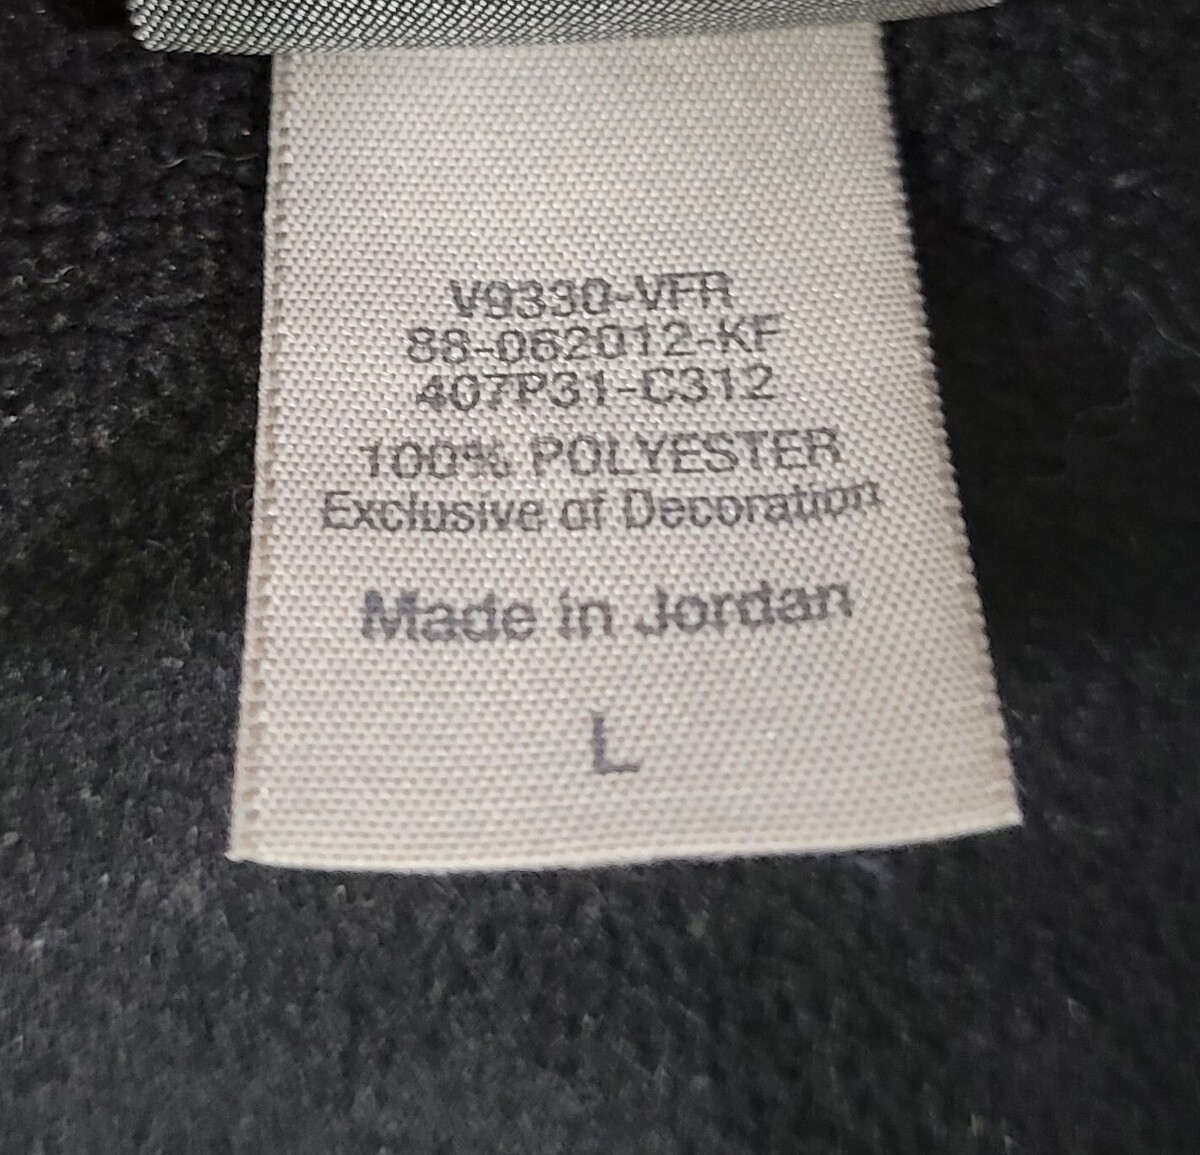 V9330-VFR
88-062012-KF
407P31-C312
100% POLYESTER
Exclusive of Decoration
Made in Jordan
L